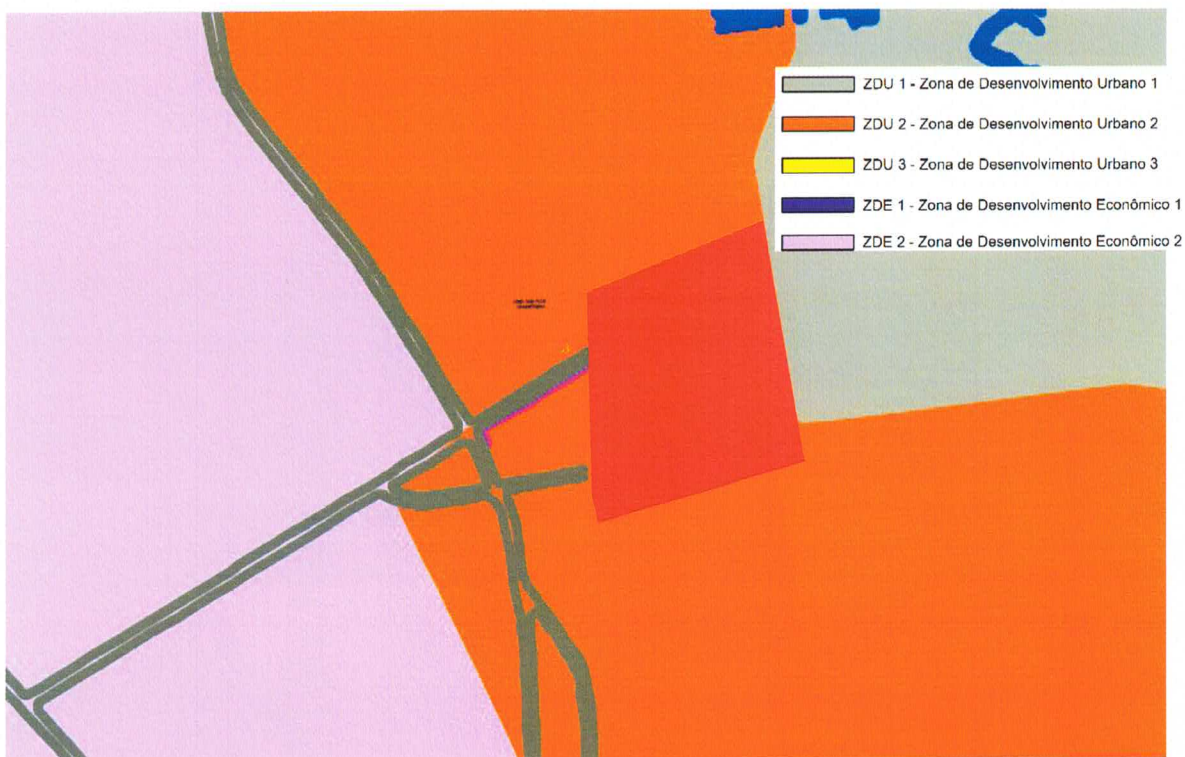 ZDU 1 - Zona de Desenvolvimento Urbano 1
ZDU 2 - Zona de Desenvolvimento Urbano 2
ZDU 3 - Zona de Desenvolvimento Urbano 3
ZDE 1 - Zona de Desenvolvimento Econômico 1
ZDE 2 - Zona de Desenvolvimento Econômico 2